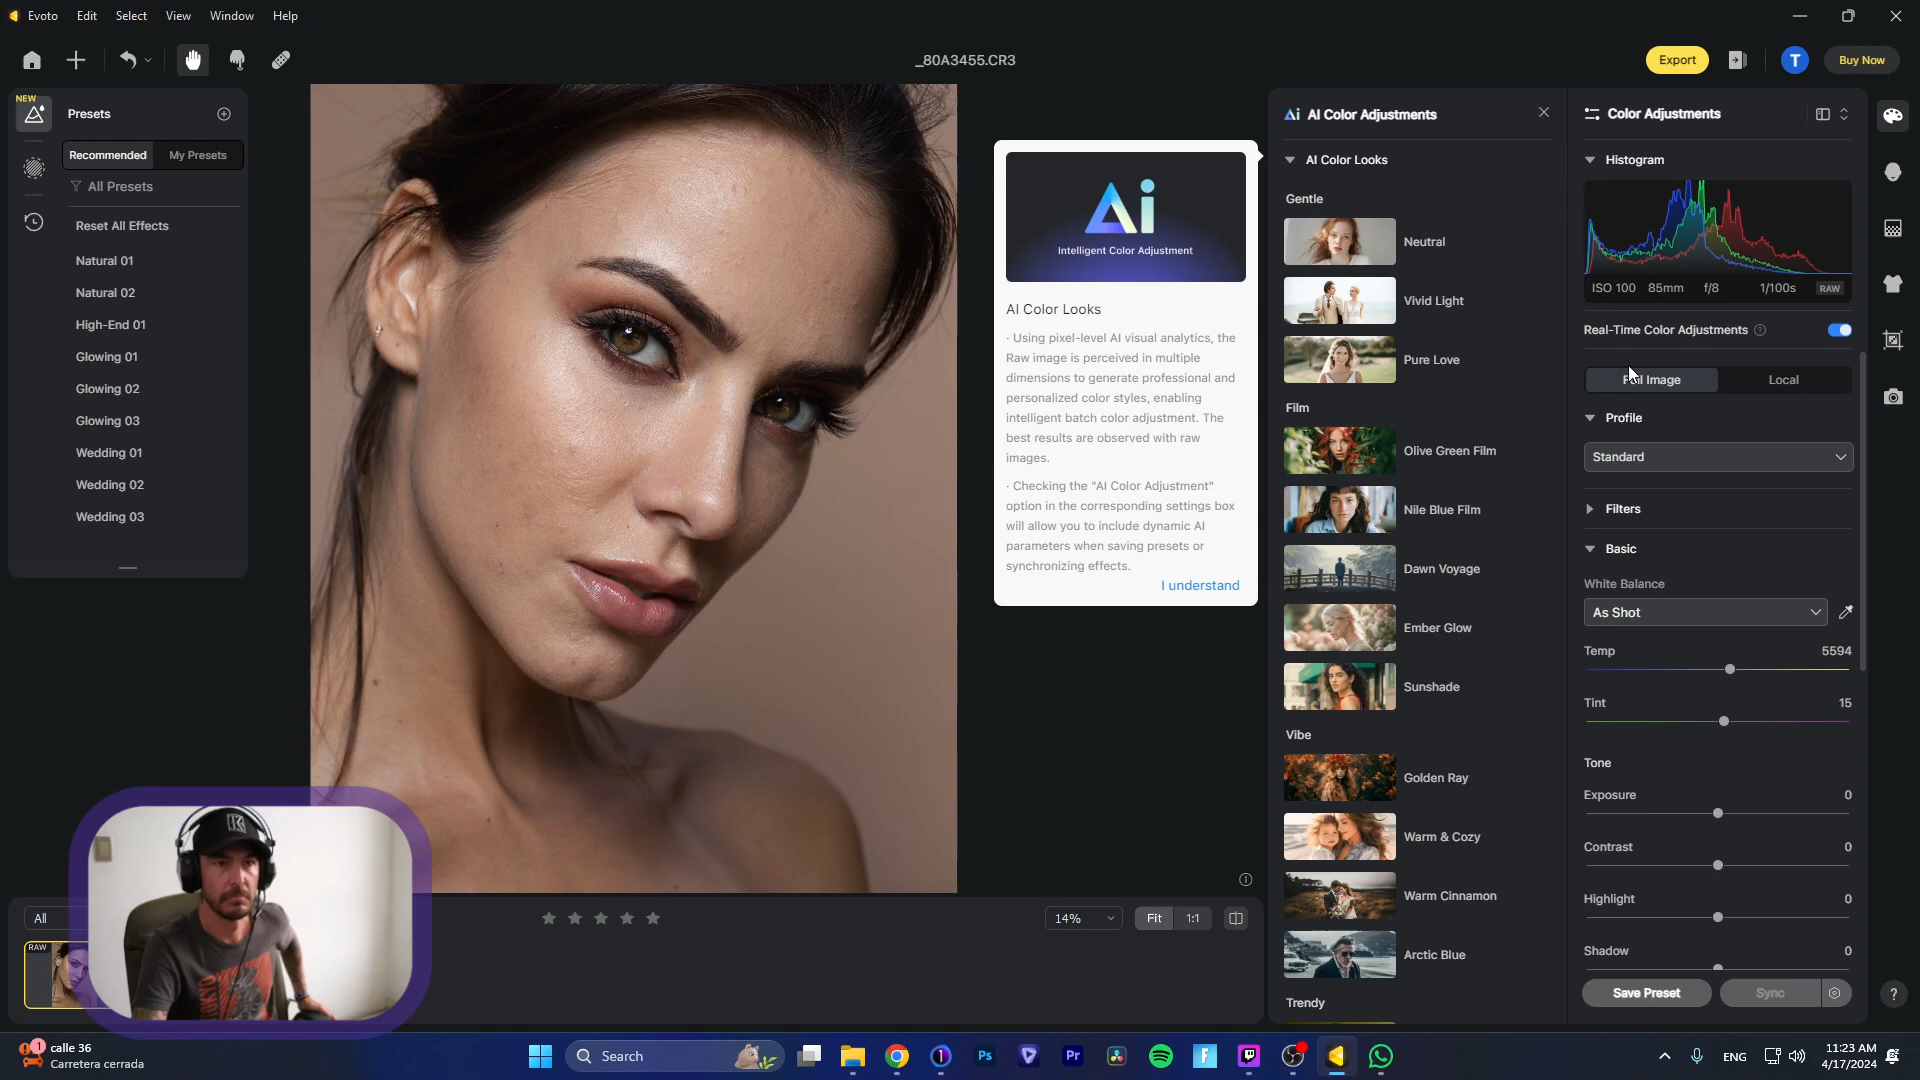 Evoto Edit Select View Window Help
_80A3455.CR3
Export
T
Buy Now
NEW
Presets
Recommended My Presets
All Presets
Reset All Effects
Natural 01
Natural 02
High-End 01
Glowing 01
Glowing 02
Glowing 03
Wedding 01
Wedding 02
Wedding 03
Ai
Intelligent Color Adjustment
AI Color Looks
· Using pixel-level AI visual analytics, the
Raw image is perceived in multiple
dimensions to generate professional and
personalized color styles, enabling
intelligent batch color adjustment. The
best results are observed with raw
images.
· Checking the "AI Color Adjustment"
option in the corresponding settings box
will allow you to include dynamic AI
parameters when saving presets or
synchronizing effects.
I understand
Ai AI Color Adjustments
AI Color Looks
Gentle
Neutral
Vivid Light
Pure Love
Film
Olive Green Film
Nile Blue Film
Dawn Voyage
Ember Glow
Sunshade
Vibe
Golden Ray
Warm & Cozy
Warm Cinnamon
Arctic Blue
Trendy
Color Adjustments
Histogram
ISO 100 85mm f/8 1/100s RAW
Real-Time Color Adjustments ?
Image Local
Profile
Standard
Filters
Basic
White Balance
As Shot
Temp 5594
Tint 15
Tone
Exposure 0
Contrast 0
Highlight 0
Shadow 0
Save Preset Sync
?
All
14% Fit 1:1
RAW
1
calle 36
Carretera cerrada
Search
Ps
Pr
ENG
11:23 AM
4/17/2024